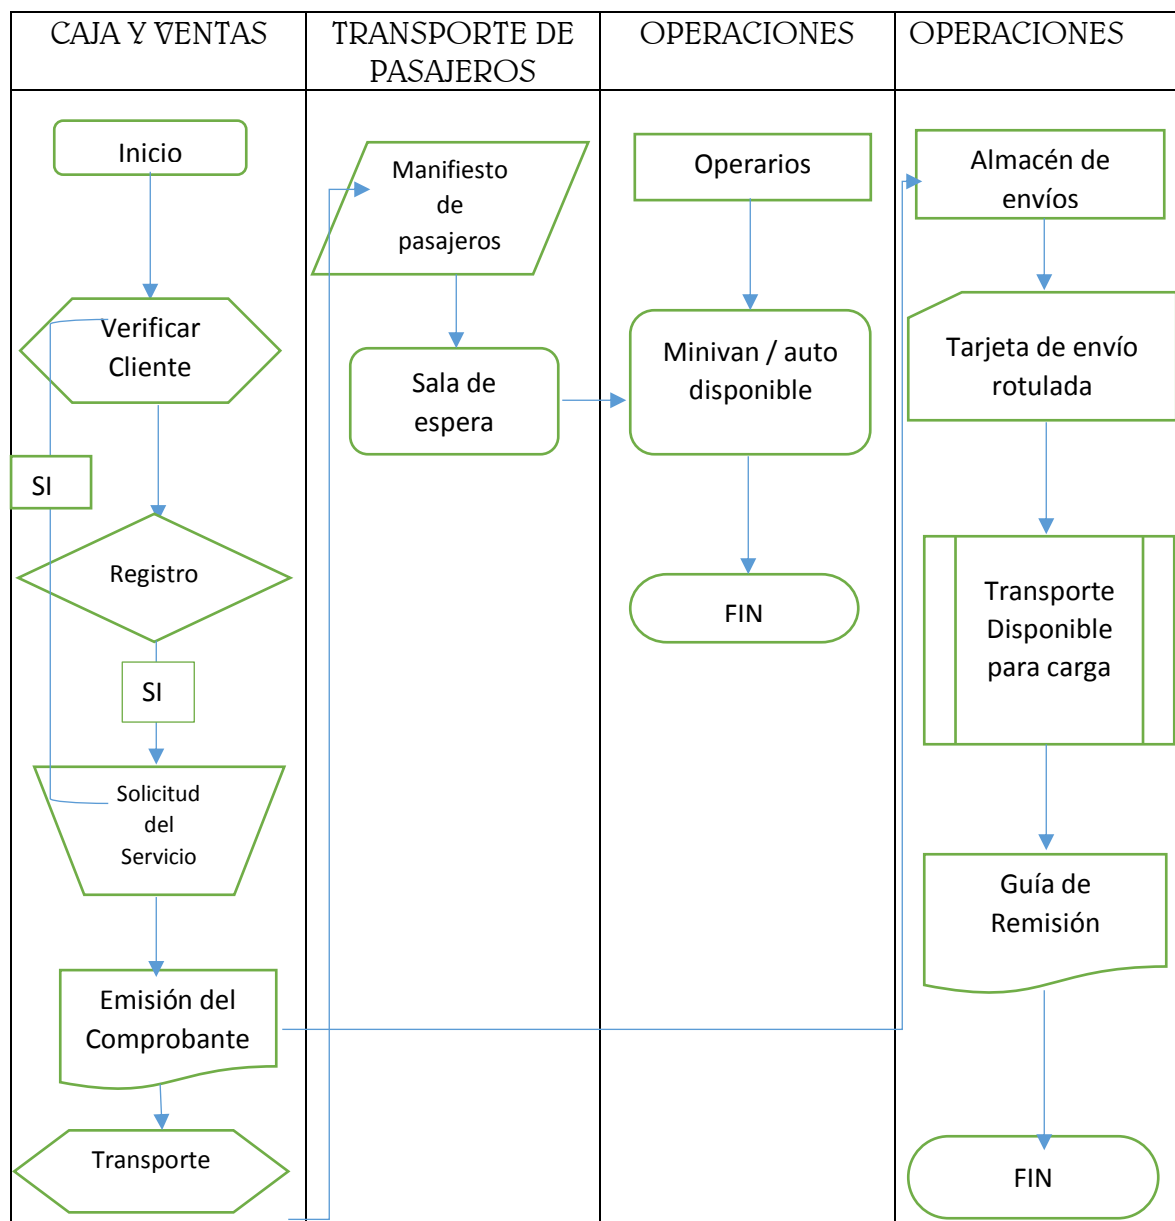 CAJA Y VENTAS
TRANSPORTE DE
PASAJEROS
OPERACIONES
OPERACIONES
Inicio
Verificar
Cliente
SI
Registro
SI
Solicitud
del
Servicio
Emisión del
Comprobante
Transporte
Manifiesto
de
pasajeros
Sala de
espera
Operarios
Minivan / auto
disponible
FIN
Almacén de
envíos
Tarjeta de envío
rotulada
Transporte
Disponible
para carga
Guía de
Remisión
FIN